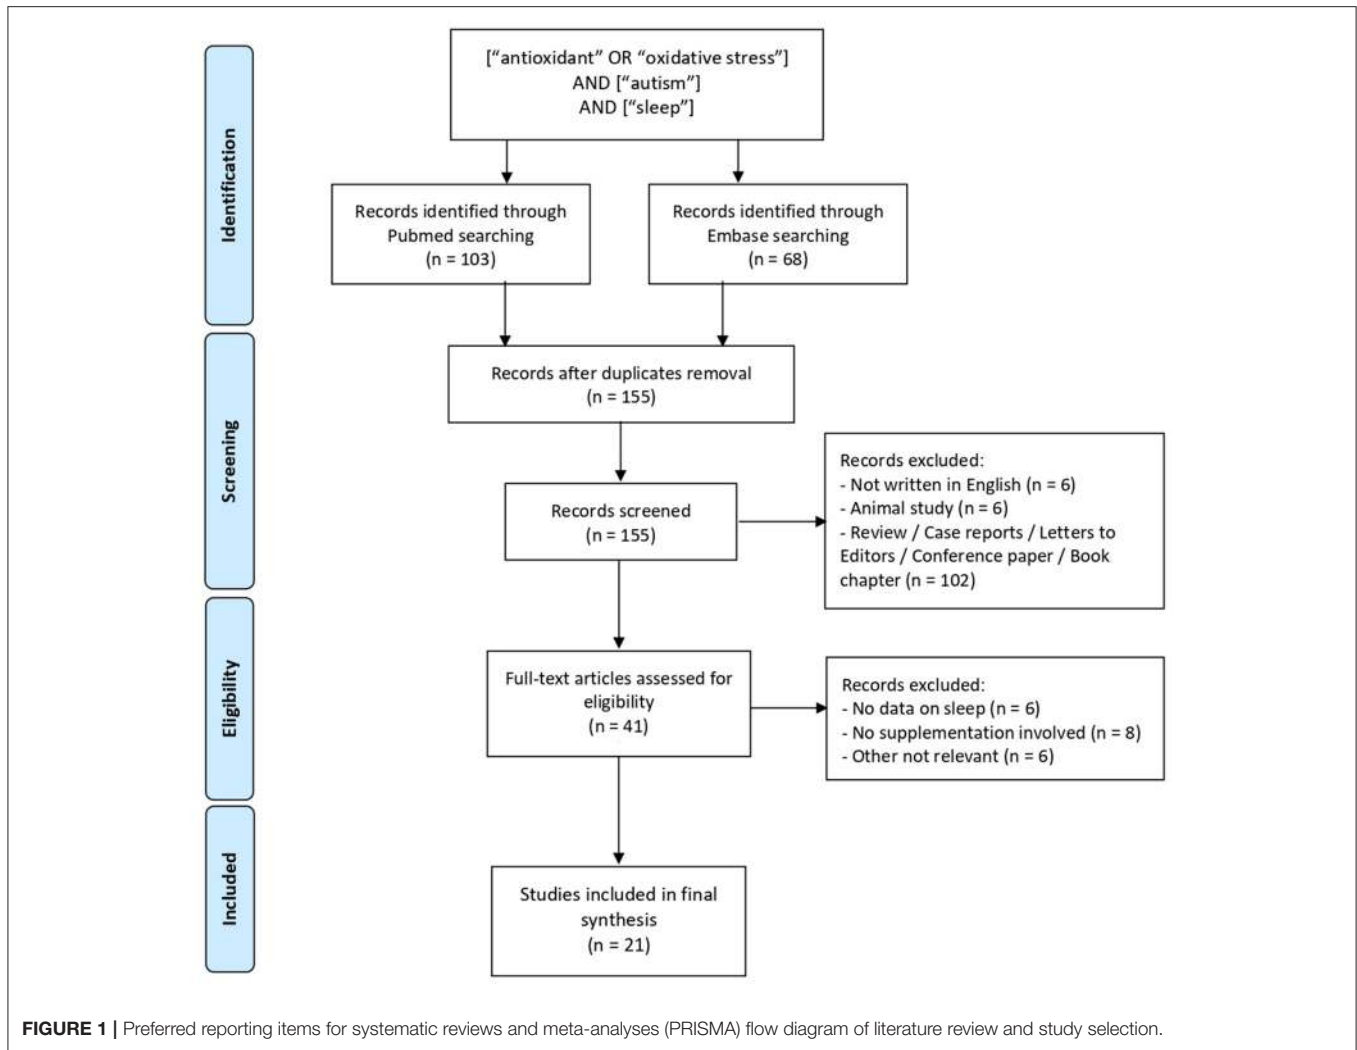 ["antioxidant" OR "oxidative stress"]
AND ["autism"]
AND ["sleep"]
Identification
Records identified through
Pubmed searching
(n = 103)
Records identified through
Embase searching
(n = 68)
Records after duplicates removal
(n = 155)
Screening
Records screened
(n = 155)
Records excluded:
- Not written in English (n = 6)
- Animal study (n = 6)
- Review / Case reports / Letters to
Editors / Conference paper / Book
chapter (n = 102)
Eligibility
Full-text articles assessed for
eligibility
(n = 41)
Records excluded:
- No data on sleep (n = 6)
- No supplementation involved (n = 8)
- Other not relevant (n = 6)
Included
Studies included in final
synthesis
(n = 21)
FIGURE 1 | Preferred reporting items for systematic reviews and meta-analyses (PRISMA) flow diagram of literature review and study selection.